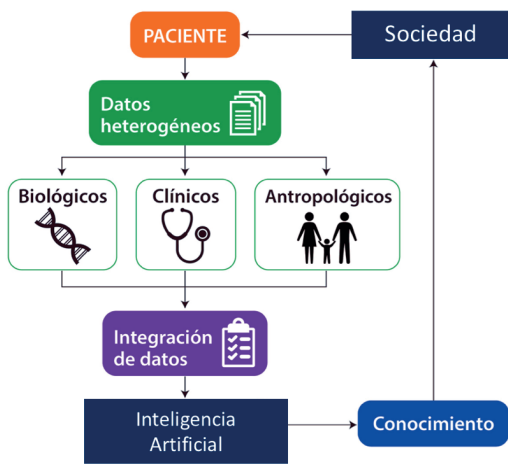 PACIENTE
Sociedad
Datos
heterogéneos
Biológicos
Clínicos
Antropológicos
Integración
de datos
Inteligencia
Artificial
Conocimiento